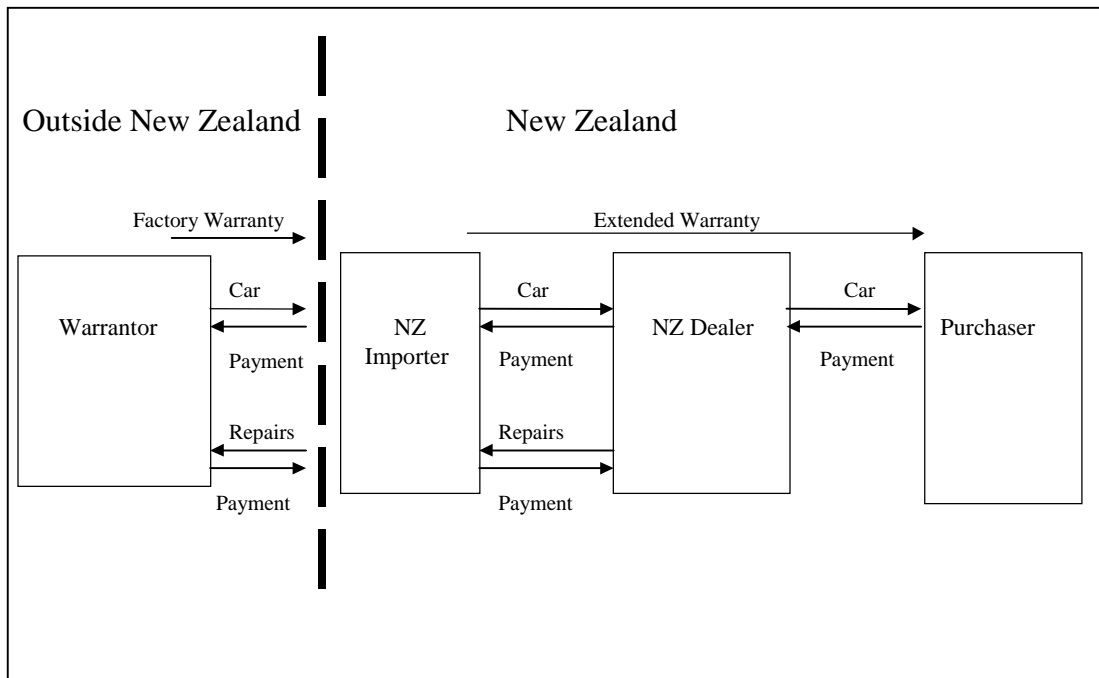 Outside New Zealand
New Zealand
Factory Warranty
Extended Warranty
Car
Car
Car
Warrantor
NZ
Importer
NZ Dealer
Purchaser
Payment
Payment
Payment
Repairs
Repairs
Payment
Payment